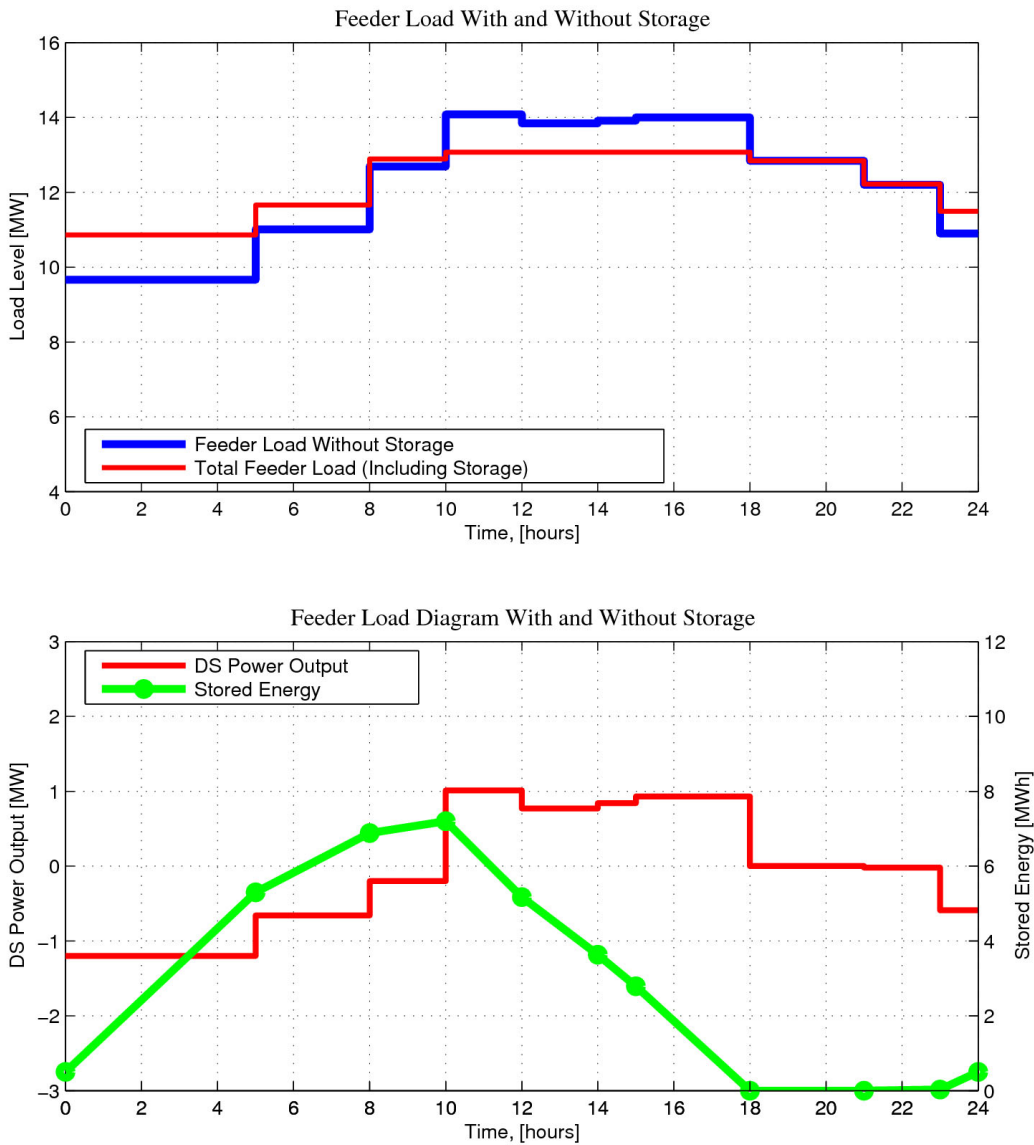 Feeder Load With and Without Storage
16
14
12
10
8
6
4
Load Level [MW]
Feeder Load Without Storage
Total Feeder Load (Including Storage)
0 2 4 6 8 10 12 14 16 18 20 22 24
Time, [hours]
Feeder Load Diagram With and Without Storage
3
2
1
0
−1
−2
−3
DS Power Output [MW]
DS Power Output
Stored Energy
12
10
8
6
4
2
0
Stored Energy [MWh]
0 2 4 6 8 10 12 14 16 18 20 22 24
Time, [hours]